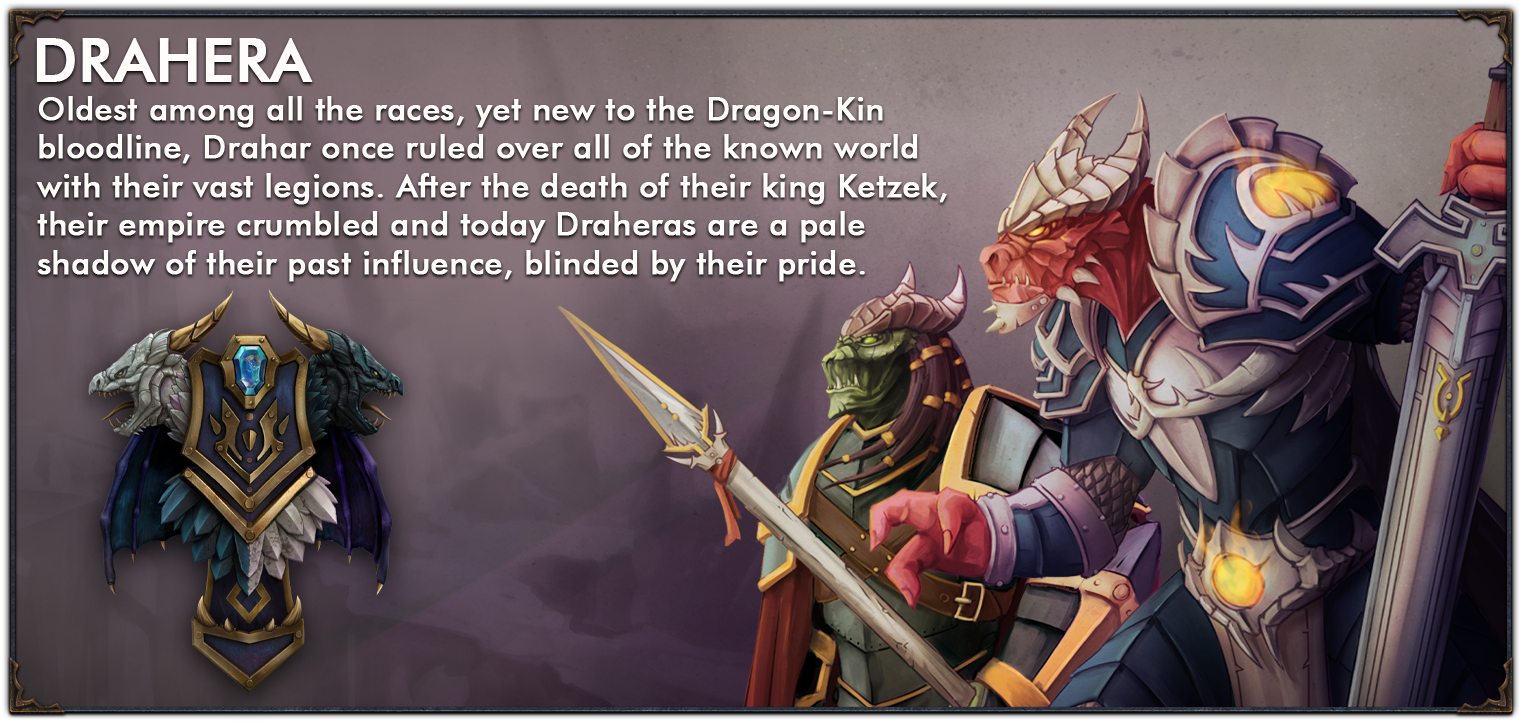 DRAHERA
Oldest among all the races, yet new to the Dragon-Kin
bloodline, Drahar once ruled over all of the known world
with their vast legions. After the death of their king Ketzek,
their empire crumbled and today Draheras are a pale
shadow of their past influence, blinded by their pride.